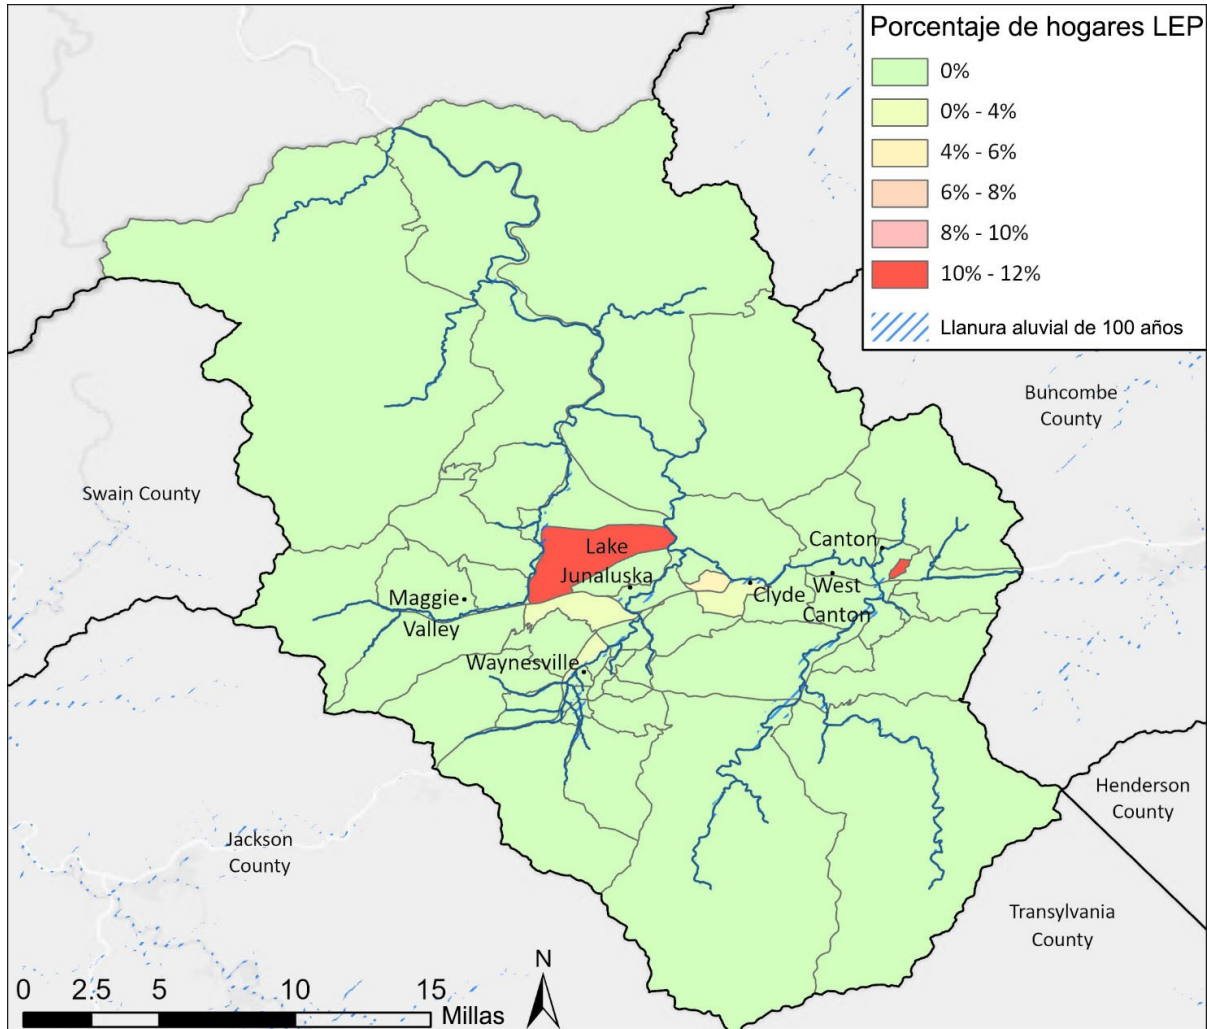 Porcentaje de hogares LEP
0%
0% - 4%
4% - 6%
6% - 8%
8% - 10%
10% - 12%
Llanura aluvial de 100 años
Buncombe
County
Swain County
Canton
Lake
Junaluska
Maggie
Valley
Clyde
West
Canton
Waynesville
Henderson
County
Jackson
County
Transylvania
County
N
0 2.5 5 10 15
Millas